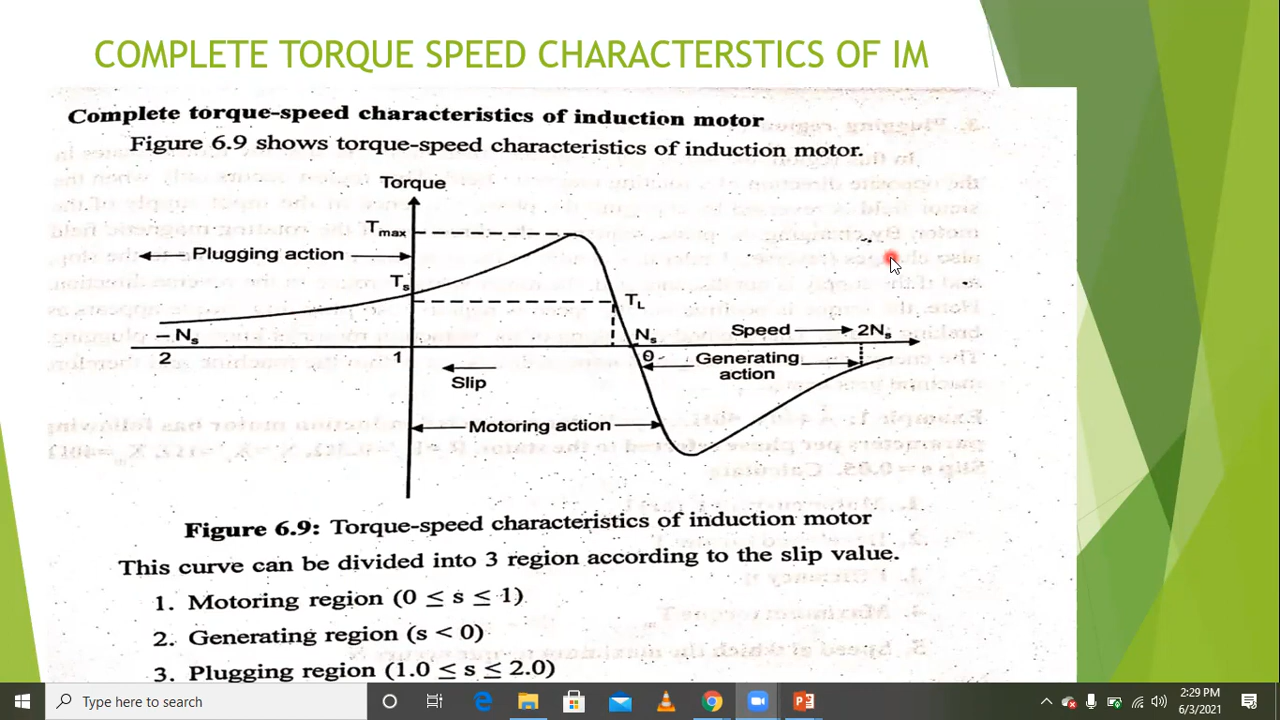 COMPLETE TORQUE SPEED CHARACTERSTICS OF IM
Complete torque-speed characteristics of induction motor
Figure 6.9 shows torque-speed characteristics of induction motor.
Torque
Tmax
Plugging action
Ts
TL
– Ns
Ns
Speed
2Ns
2
1
0
Generating
action
Slip
Motoring action
Figure 6.9: Torque-speed characteristics of induction motor
This curve can be divided into 3 region according to the slip value.
1. Motoring region (0 ≤ s ≤ 1)
2. Generating region (s < 0)
3. Plugging region (1.0 ≤ s ≤ 2.0)
Type here to search
2:29 PM
6/3/2021